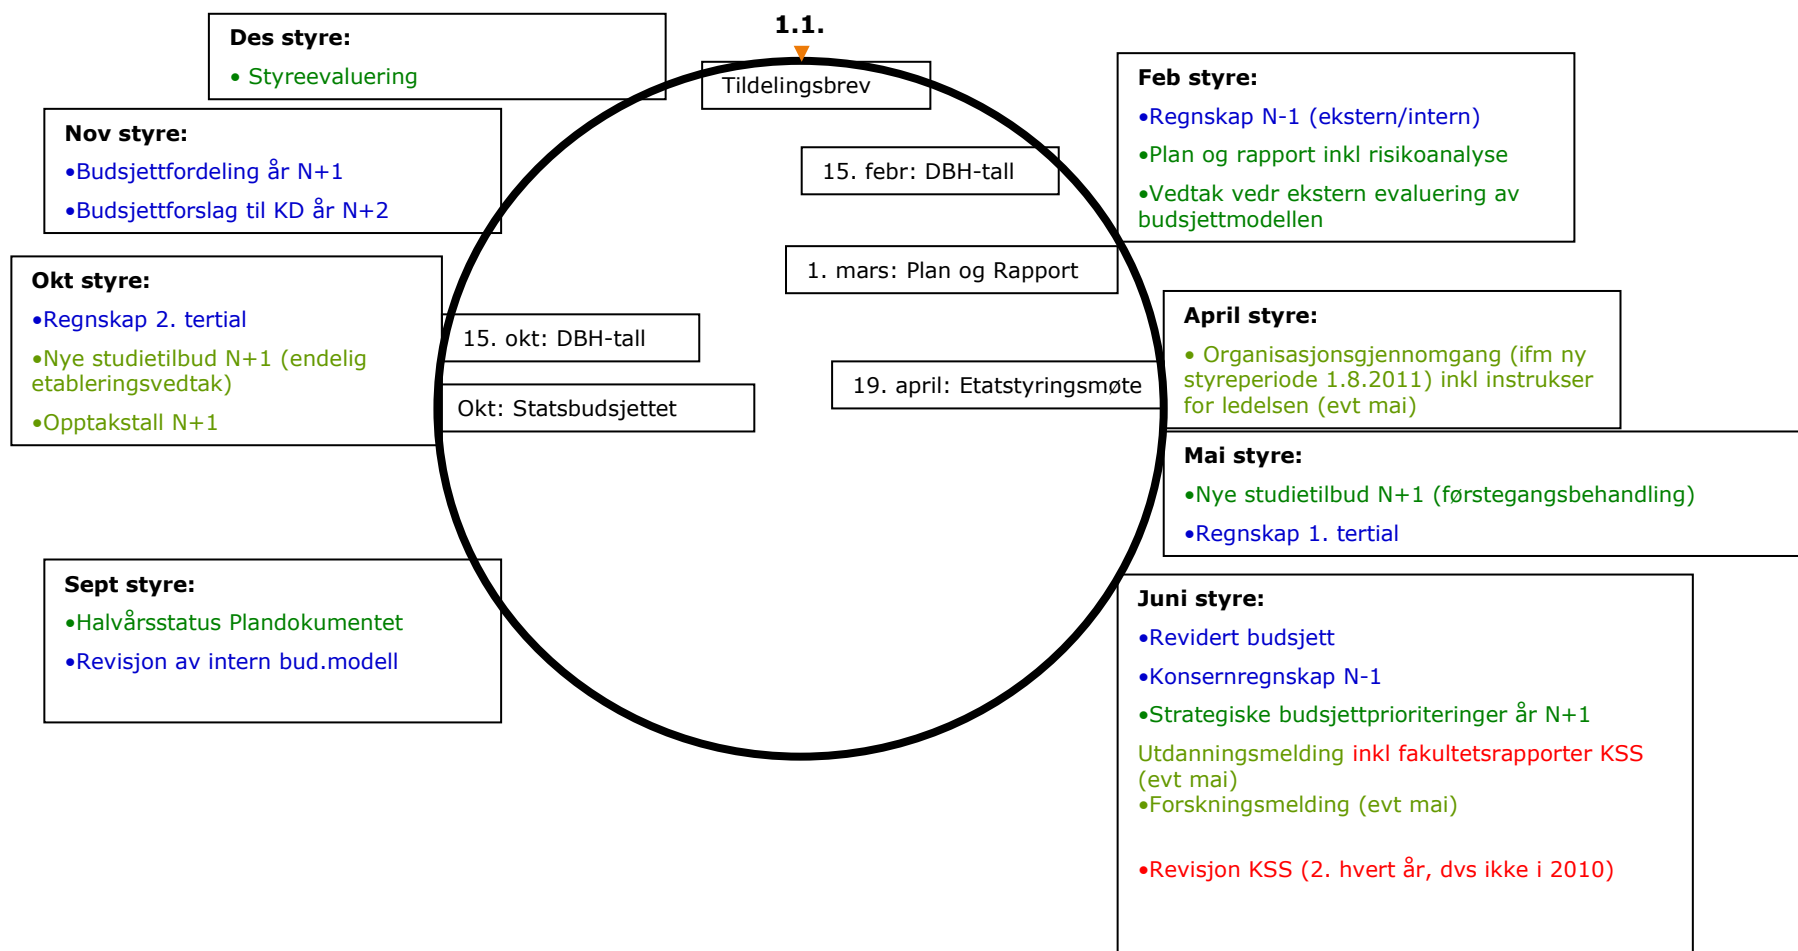 1.1.
Tildelingsbrev
Des styre:
• Styreevaluering
Nov styre:
•Budsjettfordeling år N+1
•Budsjettforslag til KD år N+2
Okt styre:
•Regnskap 2. tertial
•Nye studietilbud N+1 (endelig
etableringsvedtak)
•Opptakstall N+1
Sept styre:
•Halvårsstatus Plandokumentet
•Revisjon av intern bud.modell
15. febr: DBH-tall
1. mars: Plan og Rapport
19. april: Etatstyringsmøte
15. okt: DBH-tall
Okt: Statsbudsjettet
Feb styre:
•Regnskap N-1 (ekstern/intern)
•Plan og rapport inkl risikoanalyse
•Vedtak vedr ekstern evaluering av
budsjettmodellen
April styre:
• Organisasjonsgjennomgang (ifm ny
styreperiode 1.8.2011) inkl instrukser
for ledelsen (evt mai)
Mai styre:
•Nye studietilbud N+1 (førstegangsbehandling)
•Regnskap 1. tertial
Juni styre:
•Revidert budsjett
•Konsernregnskap N-1
•Strategiske budsjettprioriteringer år N+1
Utdanningsmelding inkl fakultetsrapporter KSS
(evt mai)
•Forskningsmelding (evt mai)
•Revisjon KSS (2. hvert år, dvs ikke i 2010)